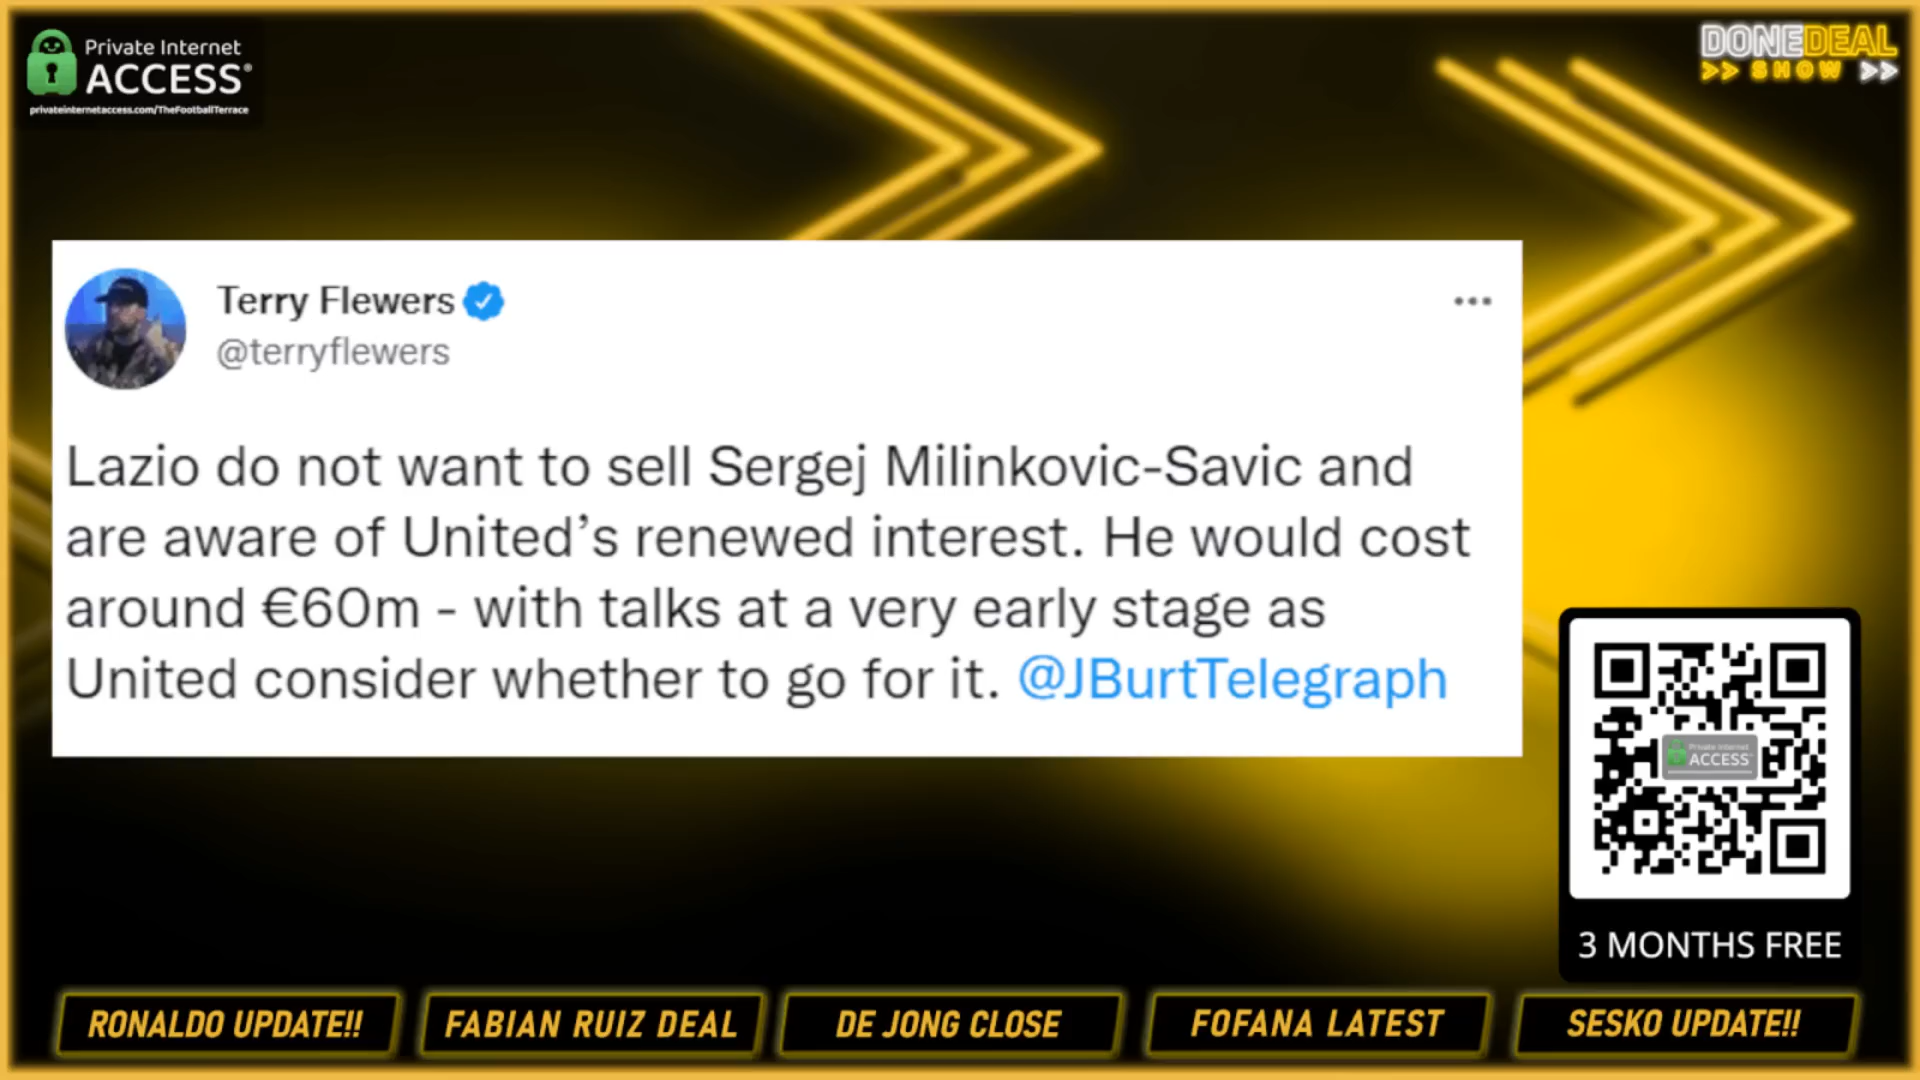 Private Internet
ACCESS®
privateinternetaccess.com/TheFootballTerrace
DONEDEAL
>> SHOW >>
Terry Flewers
@terryflewers
Lazio do not want to sell Sergej Milinkovic-Savic and
are aware of United’s renewed interest. He would cost
around €60m - with talks at a very early stage as
United consider whether to go for it. @JBurtTelegraph
Private Internet
ACCESS
3 MONTHS FREE
RONALDO UPDATE!!
FABIAN RUIZ DEAL
DE JONG CLOSE
FOFANA LATEST
SESKO UPDATE!!